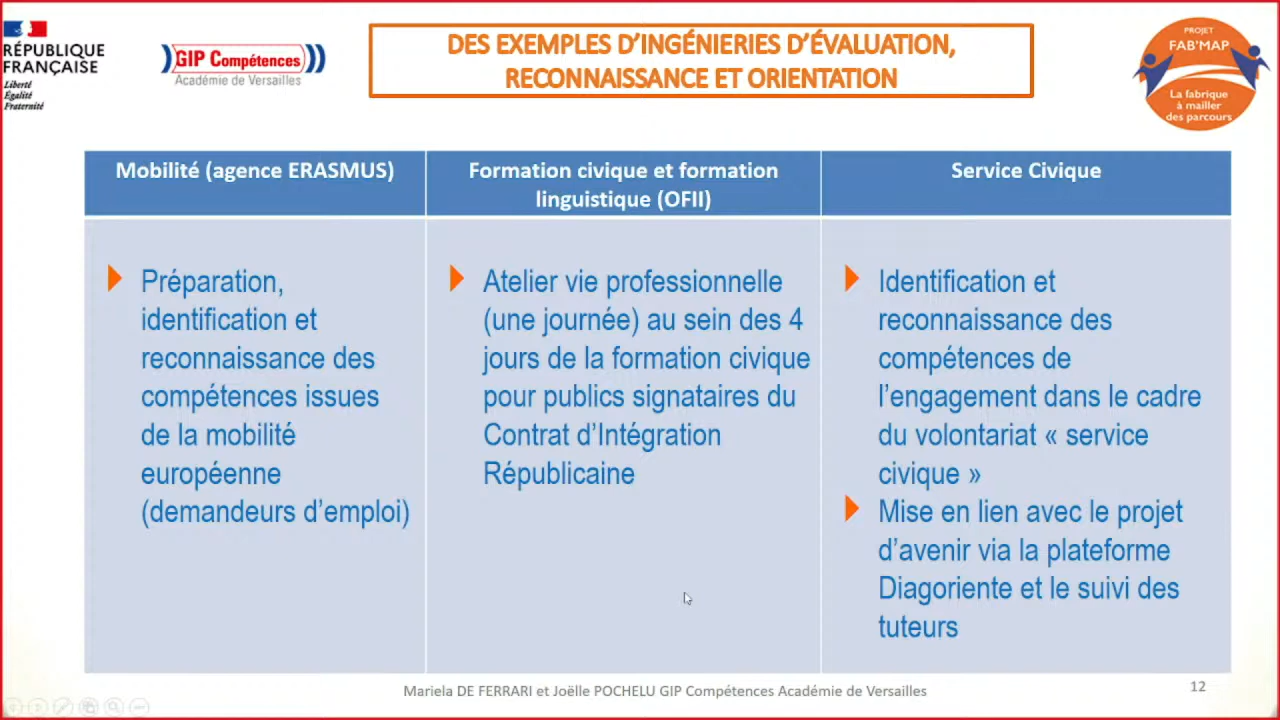 RÉPUBLIQUE
FRANÇAISE
Liberté
Égalité
Fraternité
GIP Compétences
Académie de Versailles
DES EXEMPLES D’INGÉNIERIES D’ÉVALUATION,
RECONNAISSANCE ET ORIENTATION
PROJET
FAB'MAP
La fabrique
à mailler
des parcours
Mobilité (agence ERASMUS)
Préparation,
identification et
reconnaissance des
compétences issues
de la mobilité
européenne
(demandeurs d’emploi)
Formation civique et formation
linguistique (OFII)
Atelier vie professionnelle
(une journée) au sein des 4
jours de la formation civique
pour publics signataires du
Contrat d’Intégration
Républicaine
Service Civique
Identification et
reconnaissance des
compétences de
l’engagement dans le cadre
du volontariat « service
civique »
Mise en lien avec le projet
d’avenir via la plateforme
Diagoriente et le suivi des
tuteurs
Mariela DE FERRARI et Joëlle POCHELU GIP Compétences Académie de Versailles
12